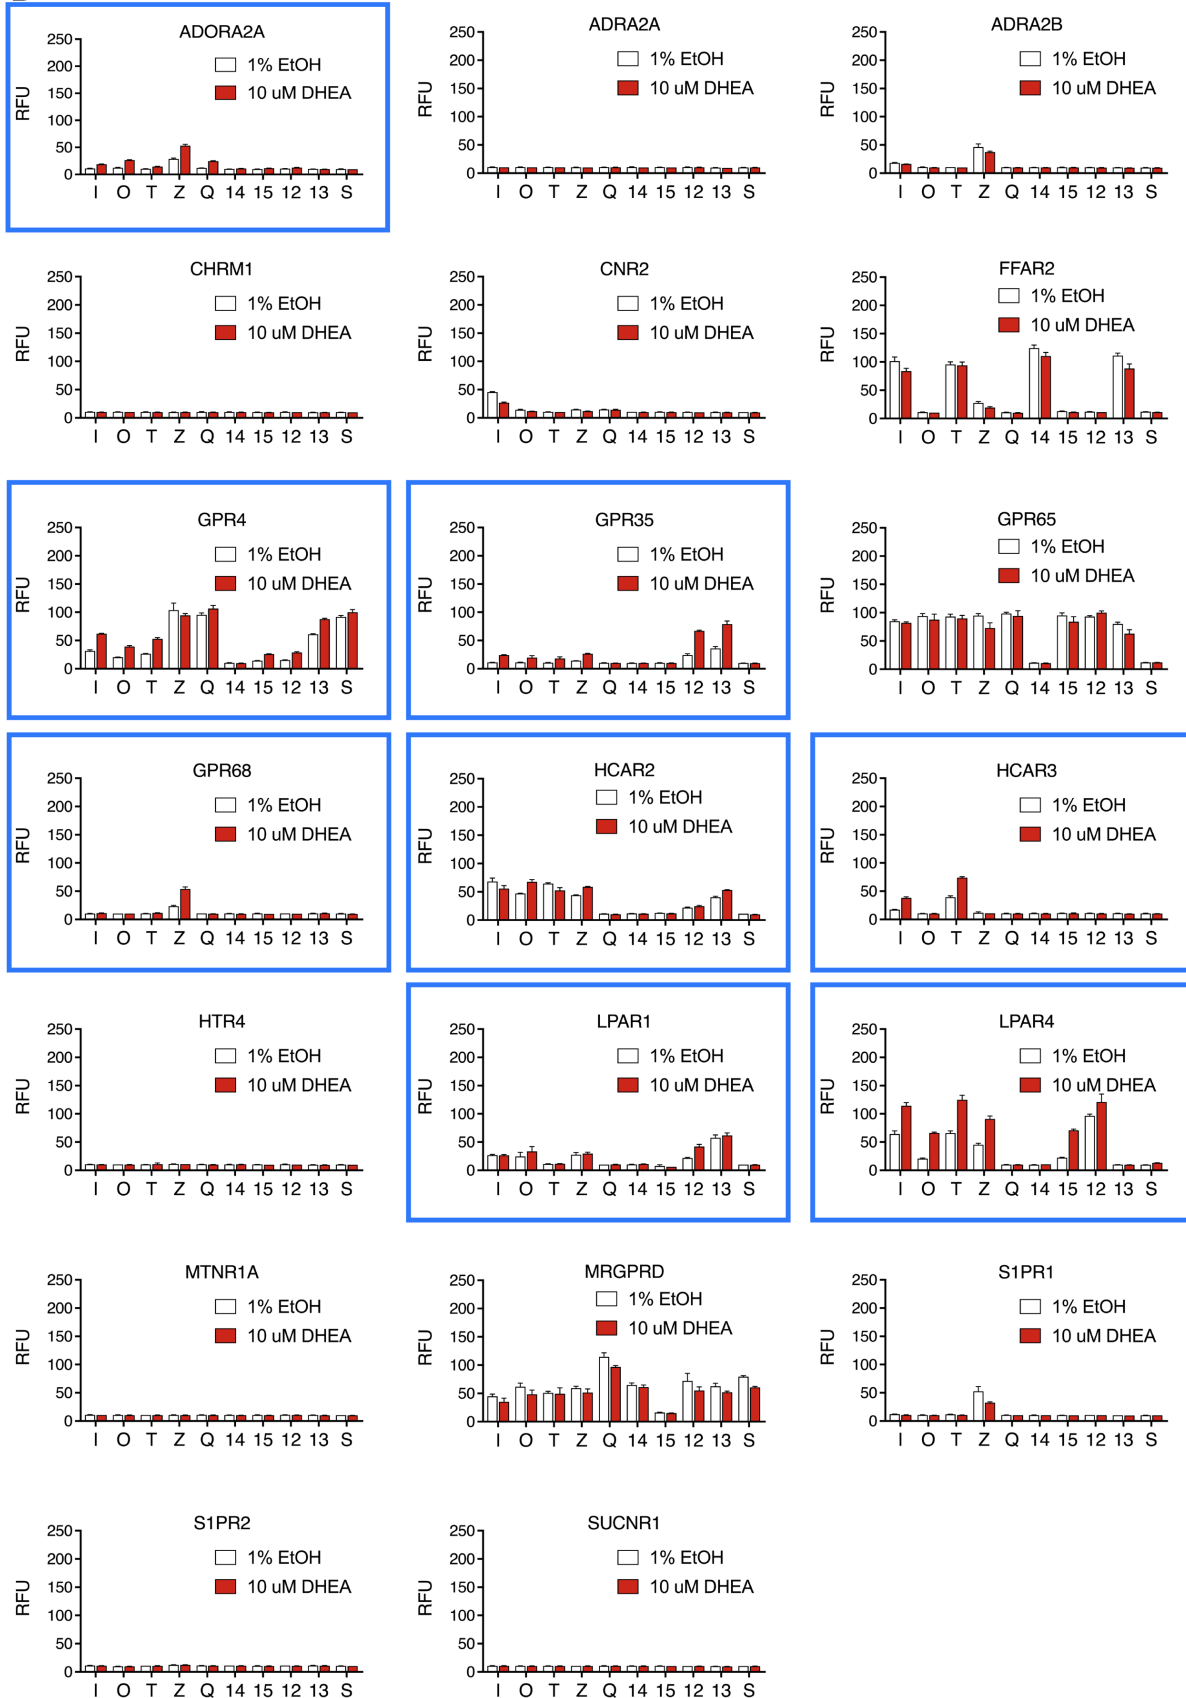 ADORA2A
1% EtOH
10 uM DHEA
RFU
250
200
150
100
50
0
I O T Z Q 14 15 12 13 S
ADRA2A
1% EtOH
10 uM DHEA
RFU
250
200
150
100
50
0
I O T Z Q 14 15 12 13 S
ADRA2B
1% EtOH
10 uM DHEA
RFU
250
200
150
100
50
0
I O T Z Q 14 15 12 13 S
CHRM1
1% EtOH
10 uM DHEA
RFU
250
200
150
100
50
0
I O T Z Q 14 15 12 13 S
CNR2
1% EtOH
10 uM DHEA
RFU
250
200
150
100
50
0
I O T Z Q 14 15 12 13 S
FFAR2
1% EtOH
10 uM DHEA
RFU
250
200
150
100
50
0
I O T Z Q 14 15 12 13 S
GPR4
1% EtOH
10 uM DHEA
RFU
250
200
150
100
50
0
I O T Z Q 14 15 12 13 S
GPR35
1% EtOH
10 uM DHEA
RFU
250
200
150
100
50
0
I O T Z Q 14 15 12 13 S
GPR65
1% EtOH
10 uM DHEA
RFU
250
200
150
100
50
0
I O T Z Q 14 15 12 13 S
GPR68
1% EtOH
10 uM DHEA
RFU
250
200
150
100
50
0
I O T Z Q 14 15 12 13 S
HCAR2
1% EtOH
10 uM DHEA
RFU
250
200
150
100
50
0
I O T Z Q 14 15 12 13 S
HCAR3
1% EtOH
10 uM DHEA
RFU
250
200
150
100
50
0
I O T Z Q 14 15 12 13 S
HTR4
1% EtOH
10 uM DHEA
RFU
250
200
150
100
50
0
I O T Z Q 14 15 12 13 S
LPAR1
1% EtOH
10 uM DHEA
RFU
250
200
150
100
50
0
I O T Z Q 14 15 12 13 S
LPAR4
1% EtOH
10 uM DHEA
RFU
250
200
150
100
50
0
I O T Z Q 14 15 12 13 S
MTNR1A
1% EtOH
10 uM DHEA
RFU
250
200
150
100
50
0
I O T Z Q 14 15 12 13 S
MRGPRD
1% EtOH
10 uM DHEA
RFU
250
200
150
100
50
0
I O T Z Q 14 15 12 13 S
S1PR1
1% EtOH
10 uM DHEA
RFU
250
200
150
100
50
0
I O T Z Q 14 15 12 13 S
S1PR2
1% EtOH
10 uM DHEA
RFU
250
200
150
100
50
0
I O T Z Q 14 15 12 13 S
SUCNR1
1% EtOH
10 uM DHEA
RFU
250
200
150
100
50
0
I O T Z Q 14 15 12 13 S